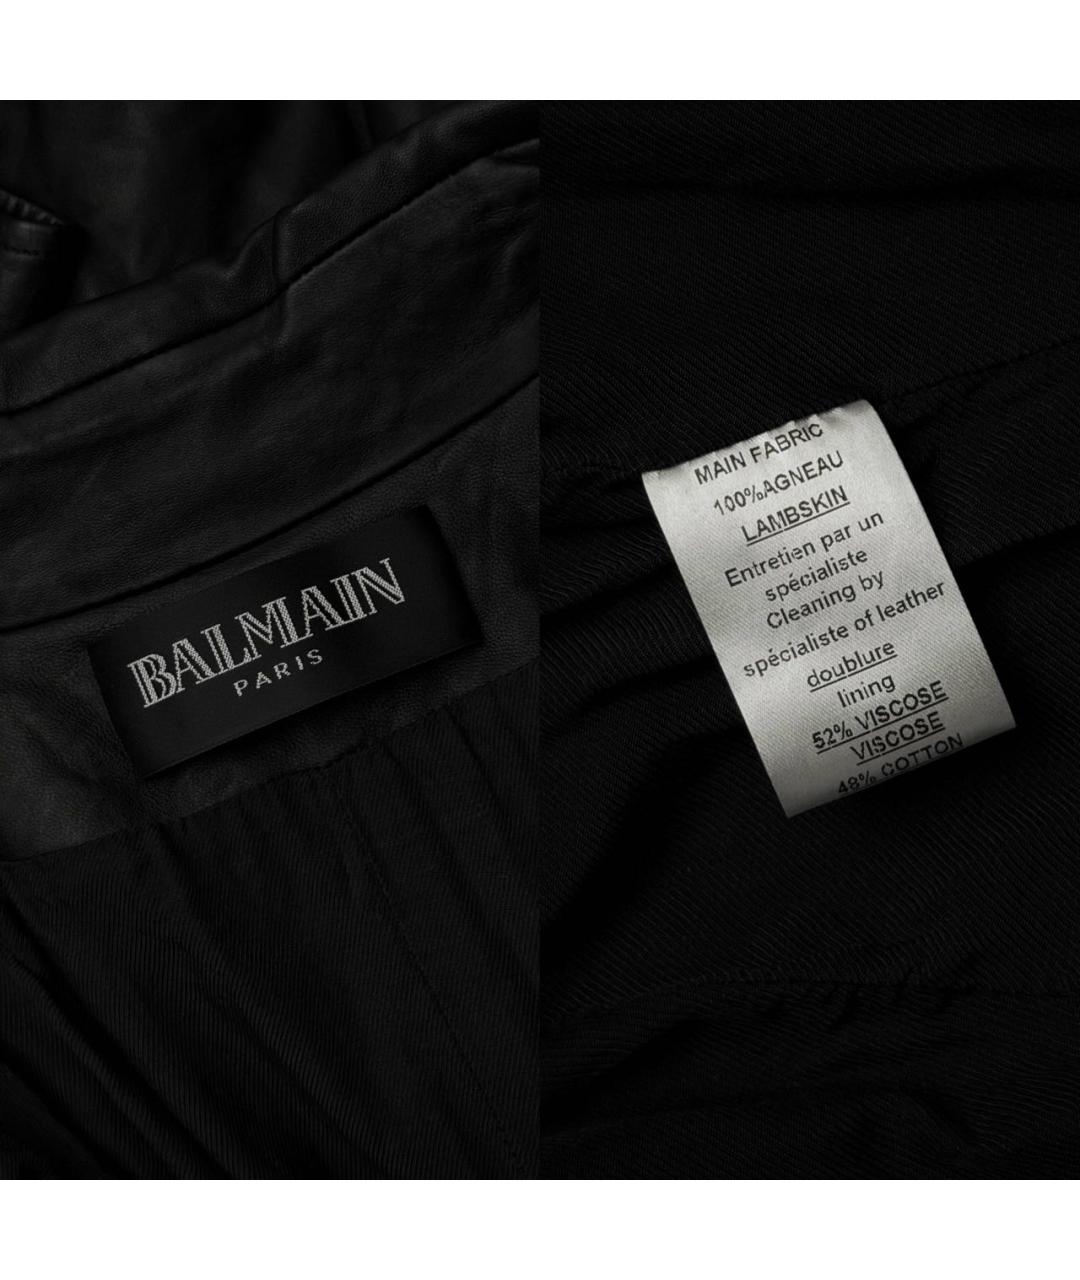 BALMAIN
PARIS
MAIN FABRIC
100%AGNEAU
LAMBSKIN
Entretien par un
spécialiste
Cleaning by
spécialiste of leather
doublure
lining
52% VISCOSE
VISCOSE
48% COTTON